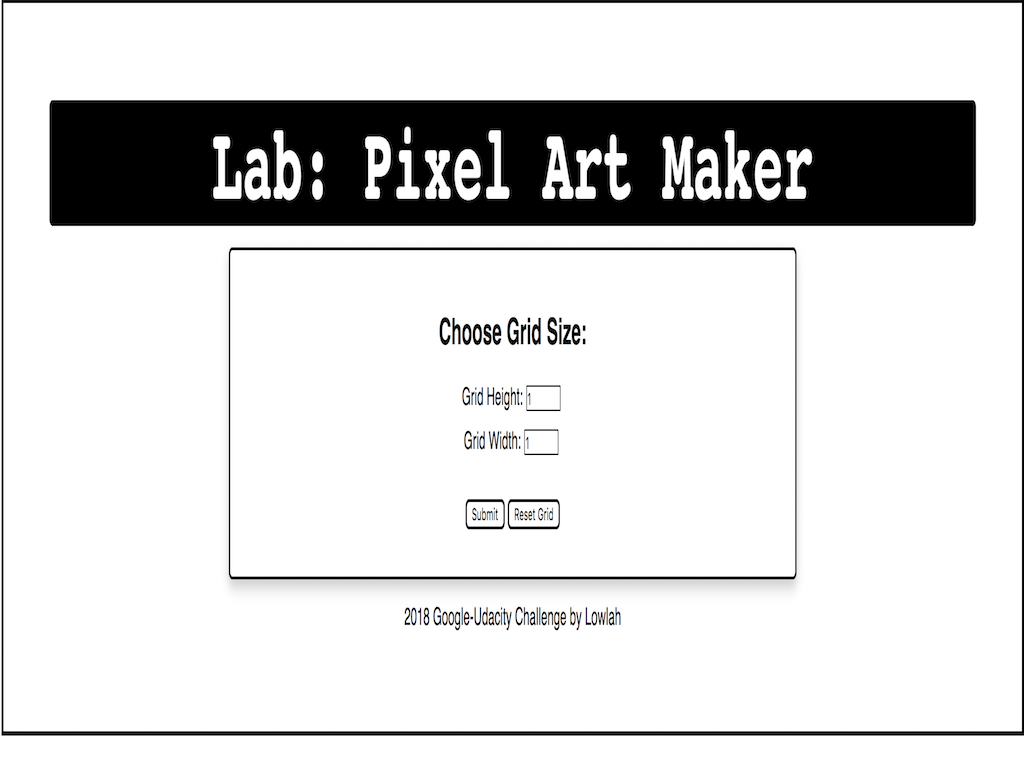 Lab: Pixel Art Maker
Choose Grid Size:
Grid Height: 1
Grid Width: 1
Submit Reset Grid
2018 Google-Udacity Challenge by Lowlah